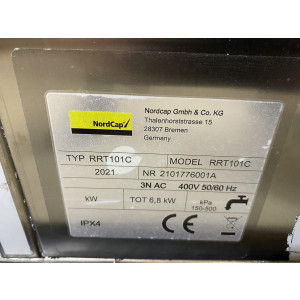 NordCap
Nordcap GmbH & Co. KG
Thalenhorststrasse 15
28307 Bremen
Germany
TYP RRT101C MODEL RRT101C
2021 NR 2101776001A
3N AC 400V 50/60 Hz
kW TOT 6,8 kW kPa 150-500
IPX4 CE